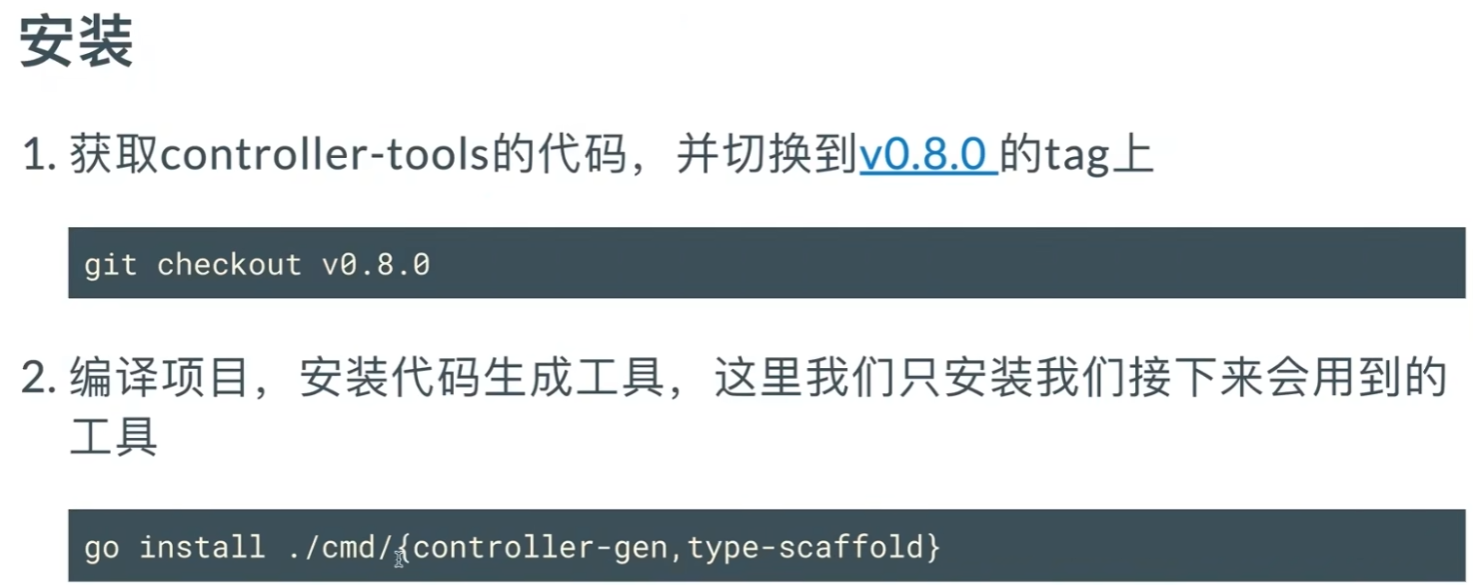 安装
1. 获取controller-tools的代码，并切换到v0.8.0 的tag上
git checkout v0.8.0
2. 编译项目，安装代码生成工具，这里我们只安装我们接下来会用到的
工具
go install ./cmd/{controller-gen,type-scaffold}